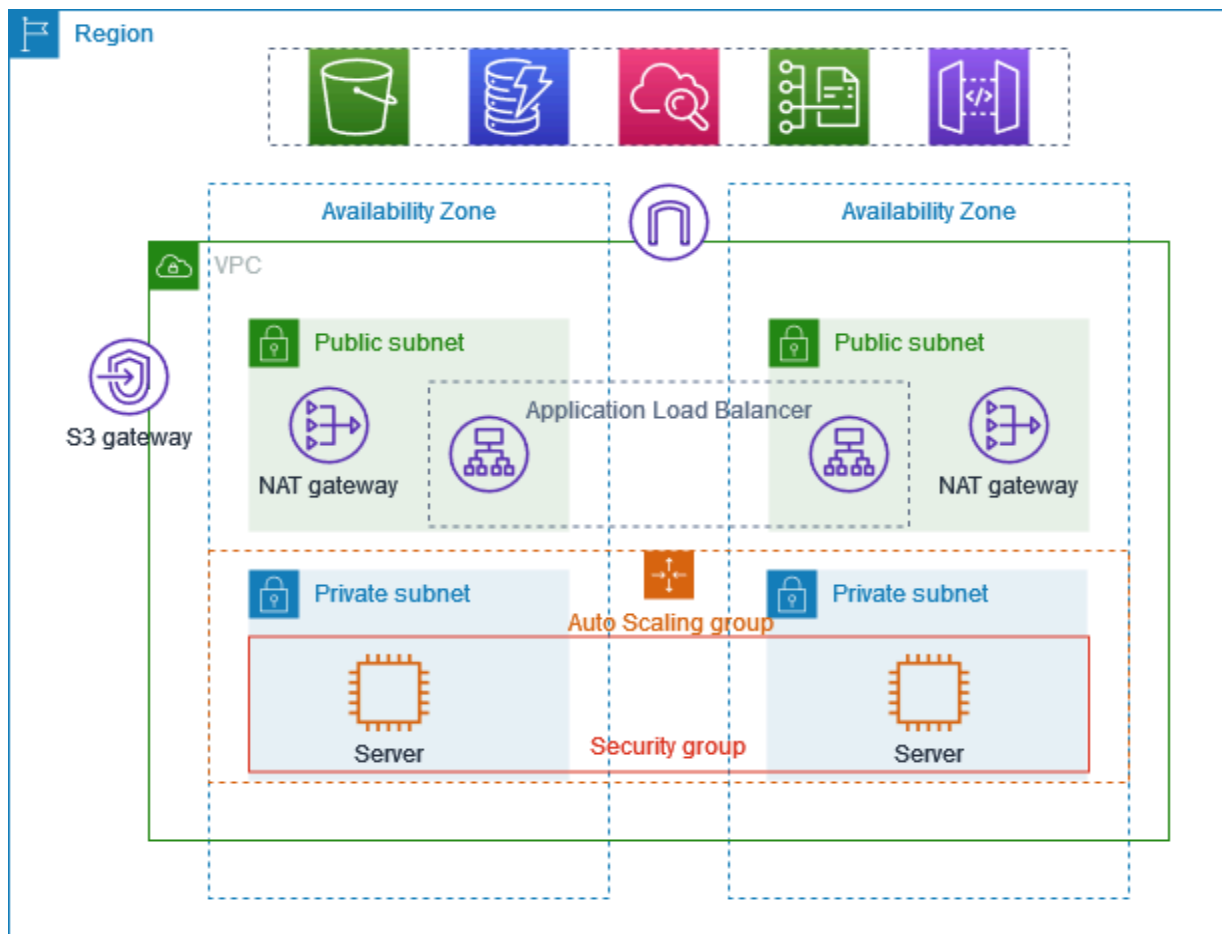 Region
</>
Availability Zone
Availability Zone
VPC
Public subnet
Public subnet
Application Load Balancer
S3 gateway
NAT gateway
NAT gateway
Private subnet
Private subnet
Auto Scaling group
Security group
Server
Server